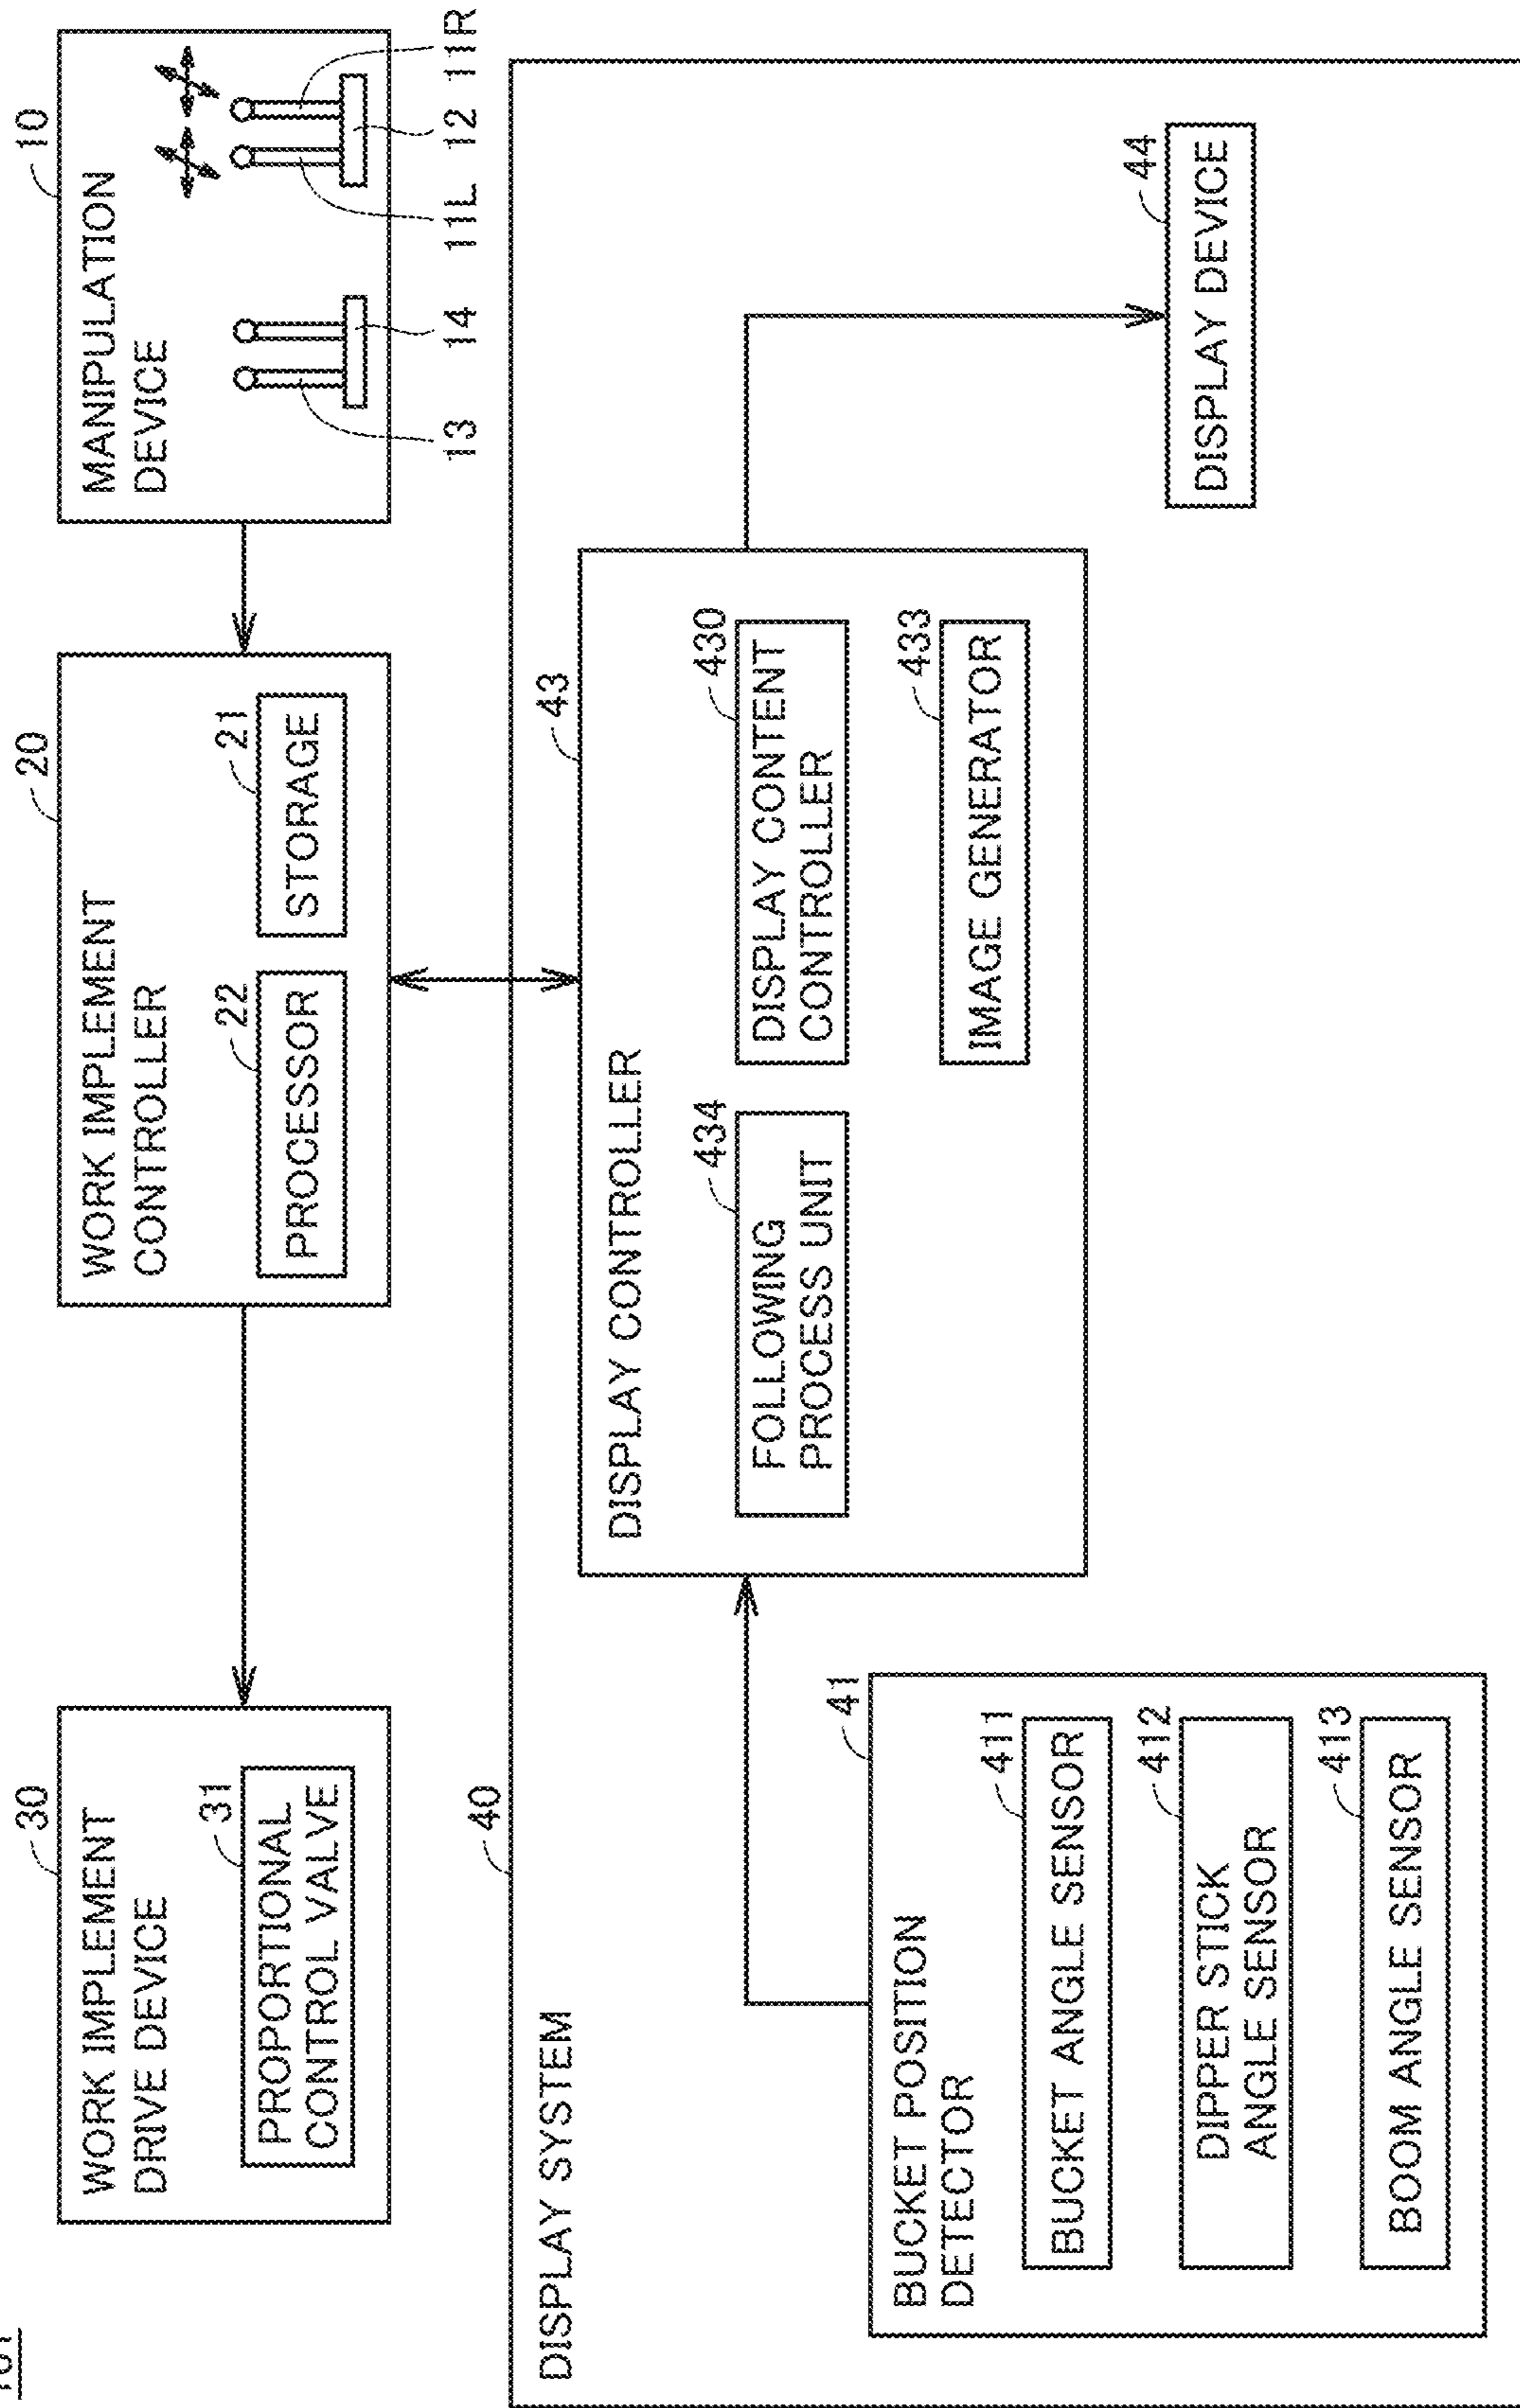 30
WORK IMPLEMENT
DRIVE DEVICE
31
PROPORTIONAL
CONTROL VALVE
20
WORK IMPLEMENT
CONTROLLER
22
PROCESSOR
21
STORAGE
10
MANIPULATION
DEVICE
13
14
11L
12
11R
40
DISPLAY SYSTEM
41
BUCKET POSITION
DETECTOR
411
BUCKET ANGLE SENSOR
412
DIPPER STICK
ANGLE SENSOR
413
BOOM ANGLE SENSOR
43
DISPLAY CONTROLLER
434
FOLLOWING
PROCESS UNIT
430
DISPLAY CONTENT
CONTROLLER
433
IMAGE GENERATOR
44
DISPLAY DEVICE